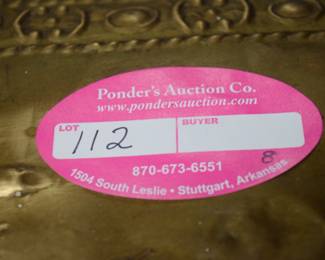 Ponder's Auction Co.
www.pondersauction.com
LOT
BUYER
112
870-673-6551
8
1504 South Leslie • Stuttgart, Arkansas